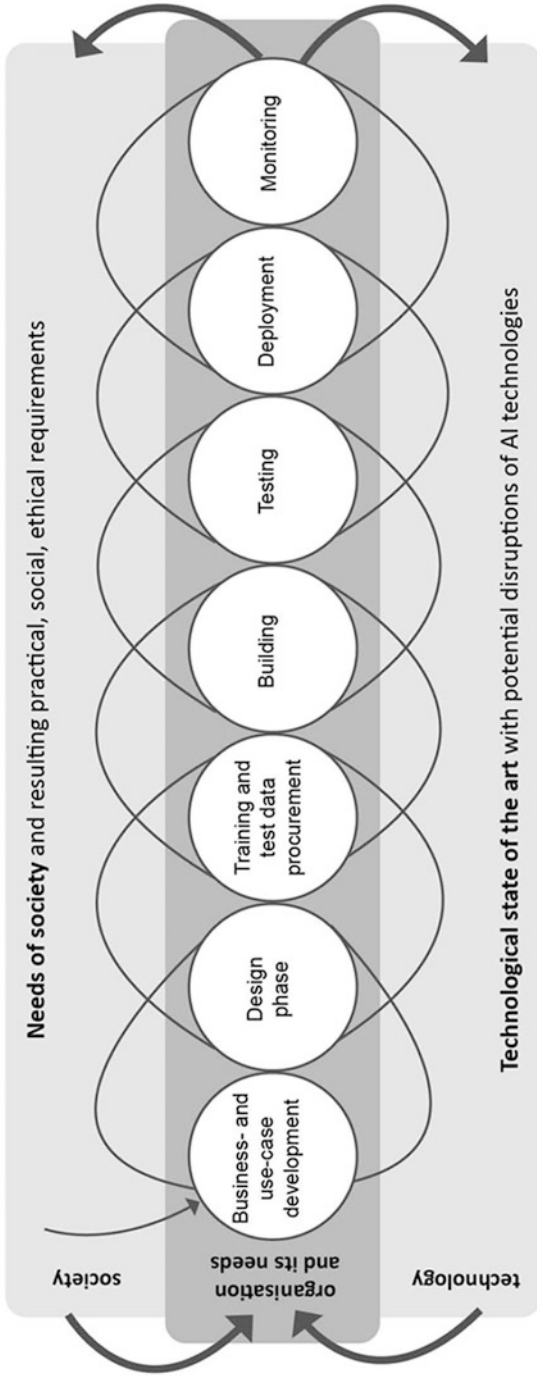 Needs of society and resulting practical, social, ethical requirements
society
organisation
and its needs
technology
Business- and
use-case
development
Design
phase
Training and
test data
procurement
Building
Testing
Deployment
Monitoring
Technological state of the art with potential disruptions of AI technologies